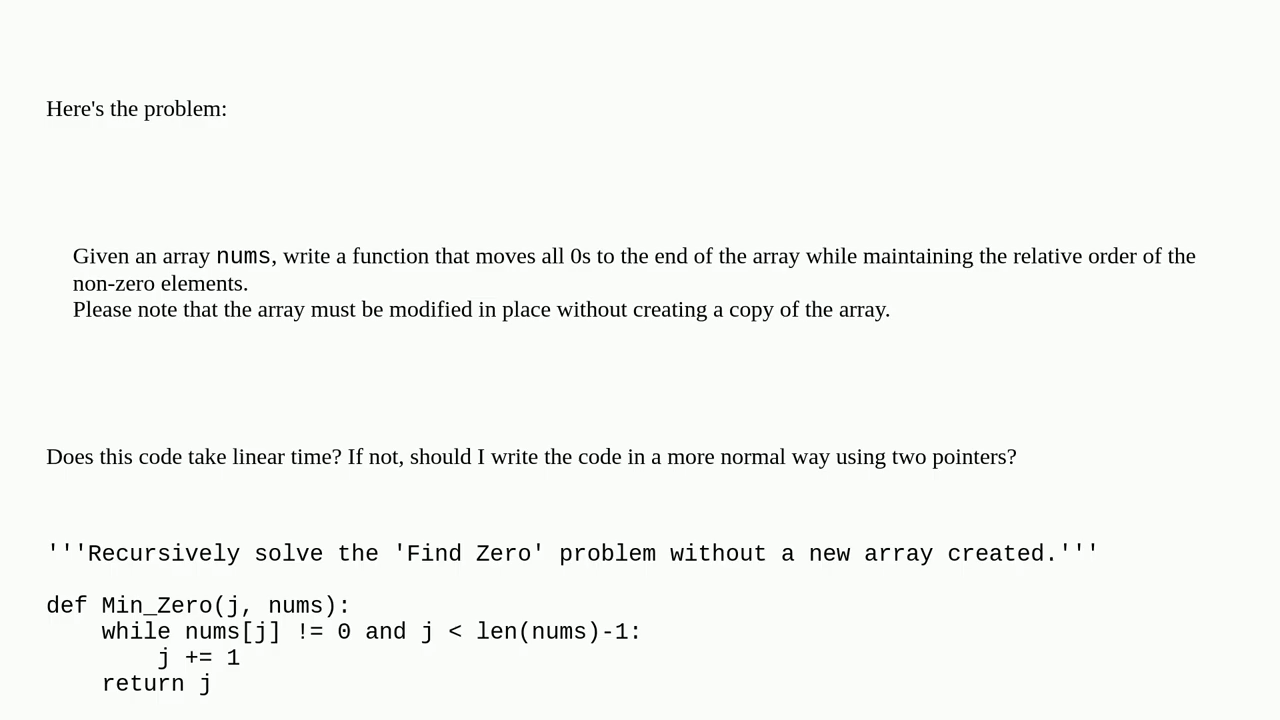 Here's the problem:
Given an array nums, write a function that moves all 0s to the end of the array while maintaining the relative order of the
non-zero elements.
Please note that the array must be modified in place without creating a copy of the array.
Does this code take linear time? If not, should I write the code in a more normal way using two pointers?
'''Recursively solve the 'Find Zero' problem without a new array created.'''
def Min_Zero(j, nums):
    while nums[j] != 0 and j < len(nums)-1:
        j += 1
    return j